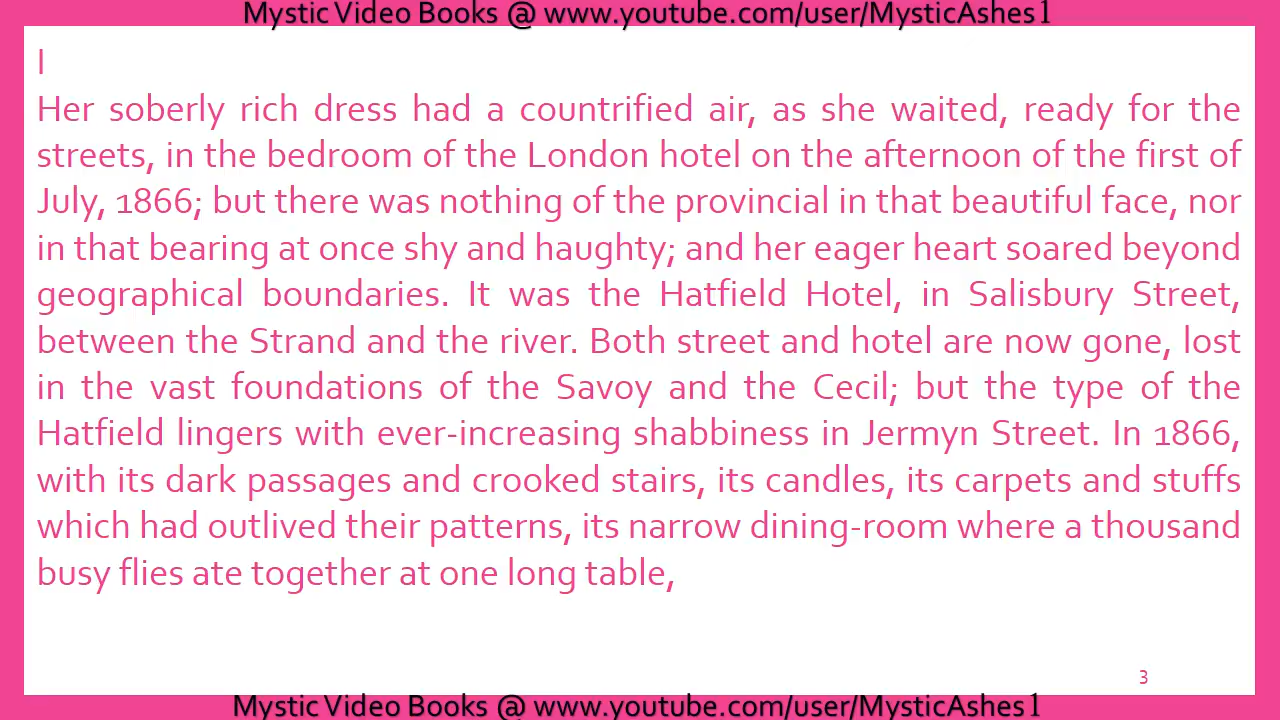 Mystic Video Books @ www.youtube.com/user/MysticAshes1
I
Her soberly rich dress had a countrified air, as she waited, ready for the
streets, in the bedroom of the London hotel on the afternoon of the first of
July, 1866; but there was nothing of the provincial in that beautiful face, nor
in that bearing at once shy and haughty; and her eager heart soared beyond
geographical boundaries. It was the Hatfield Hotel, in Salisbury Street,
between the Strand and the river. Both street and hotel are now gone, lost
in the vast foundations of the Savoy and the Cecil; but the type of the
Hatfield lingers with ever-increasing shabbiness in Jermyn Street. In 1866,
with its dark passages and crooked stairs, its candles, its carpets and stuffs
which had outlived their patterns, its narrow dining-room where a thousand
busy flies ate together at one long table,
3
Mystic Video Books @ www.youtube.com/user/MysticAshes1